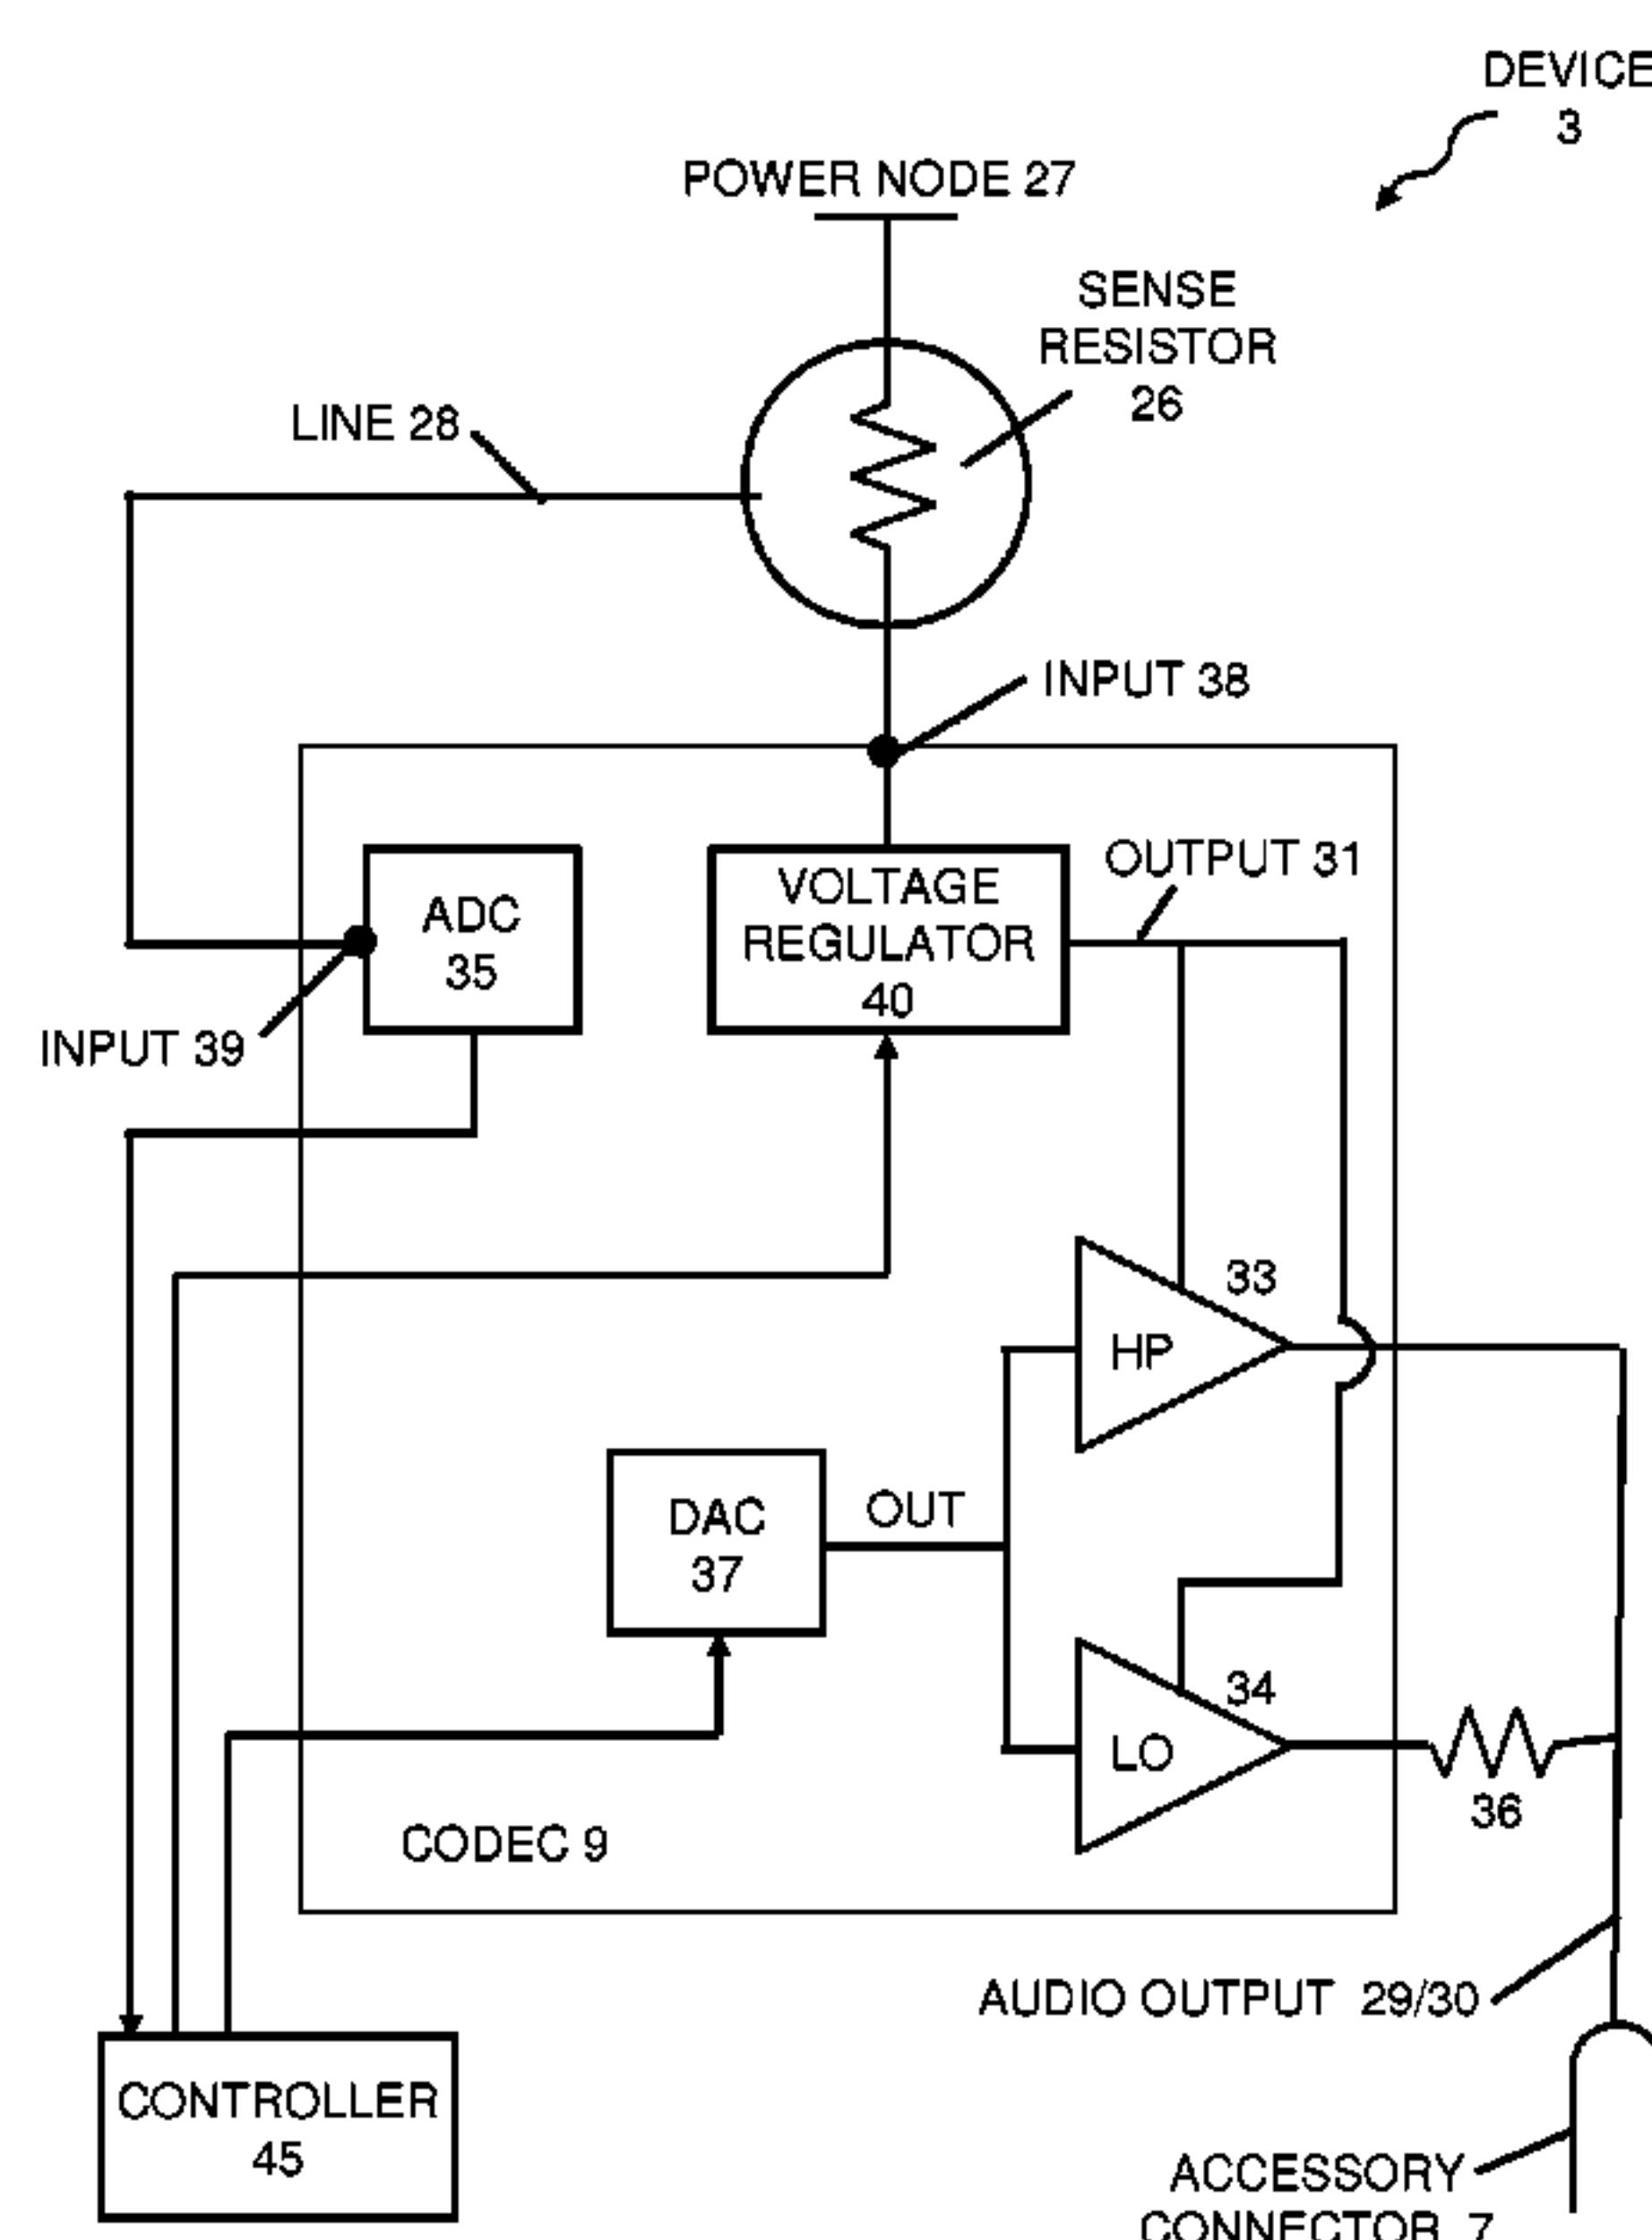 DEVICE
3
POWER NODE 27
SENSE
RESISTOR
26
LINE 28
INPUT 38
OUTPUT 31
ADC
35
VOLTAGE
REGULATOR
40
INPUT 39
33
HP
DAC
37
OUT
34
LO
36
CODEC 9
AUDIO OUTPUT 29/30
CONTROLLER
45
ACCESSORY
CONNECTOR 7